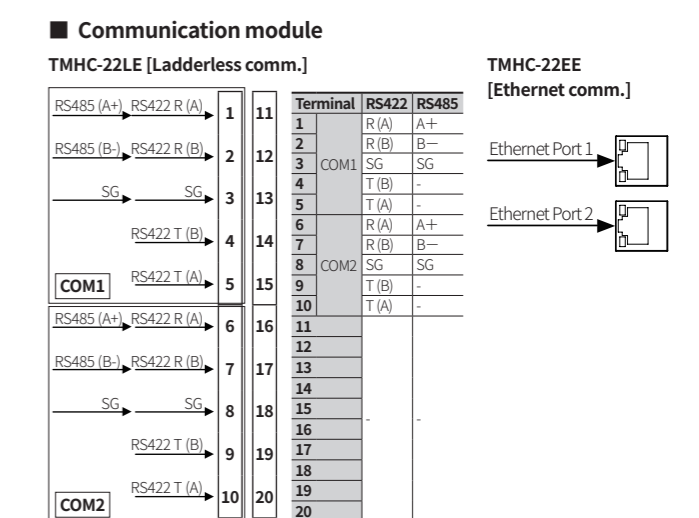 ■ Communication module
TMHC-22LE [Ladderless comm.]
RS485 (A+) RS422 R (A) 1 11
RS485 (B-) RS422 R (B) 2 12
SG SG 3 13
RS422 T (B) 4 14
COM1 RS422 T (A) 5 15
RS485 (A+) RS422 R (A) 6 16
RS485 (B-) RS422 R (B) 7 17
SG SG 8 18
RS422 T (B) 9 19
COM2 RS422 T (A) 10 20
Terminal RS422 RS485
1 R (A) A+
2 R (B) B−
3 COM1 SG SG
4 T (B) -
5 T (A) -
6 R (A) A+
7 R (B) B−
8 COM2 SG SG
9 T (B) -
10 T (A) -
11
12
13
14
15 - -
16
17
18
19
20
TMHC-22EE
[Ethernet comm.]
Ethernet Port 1
Ethernet Port 2